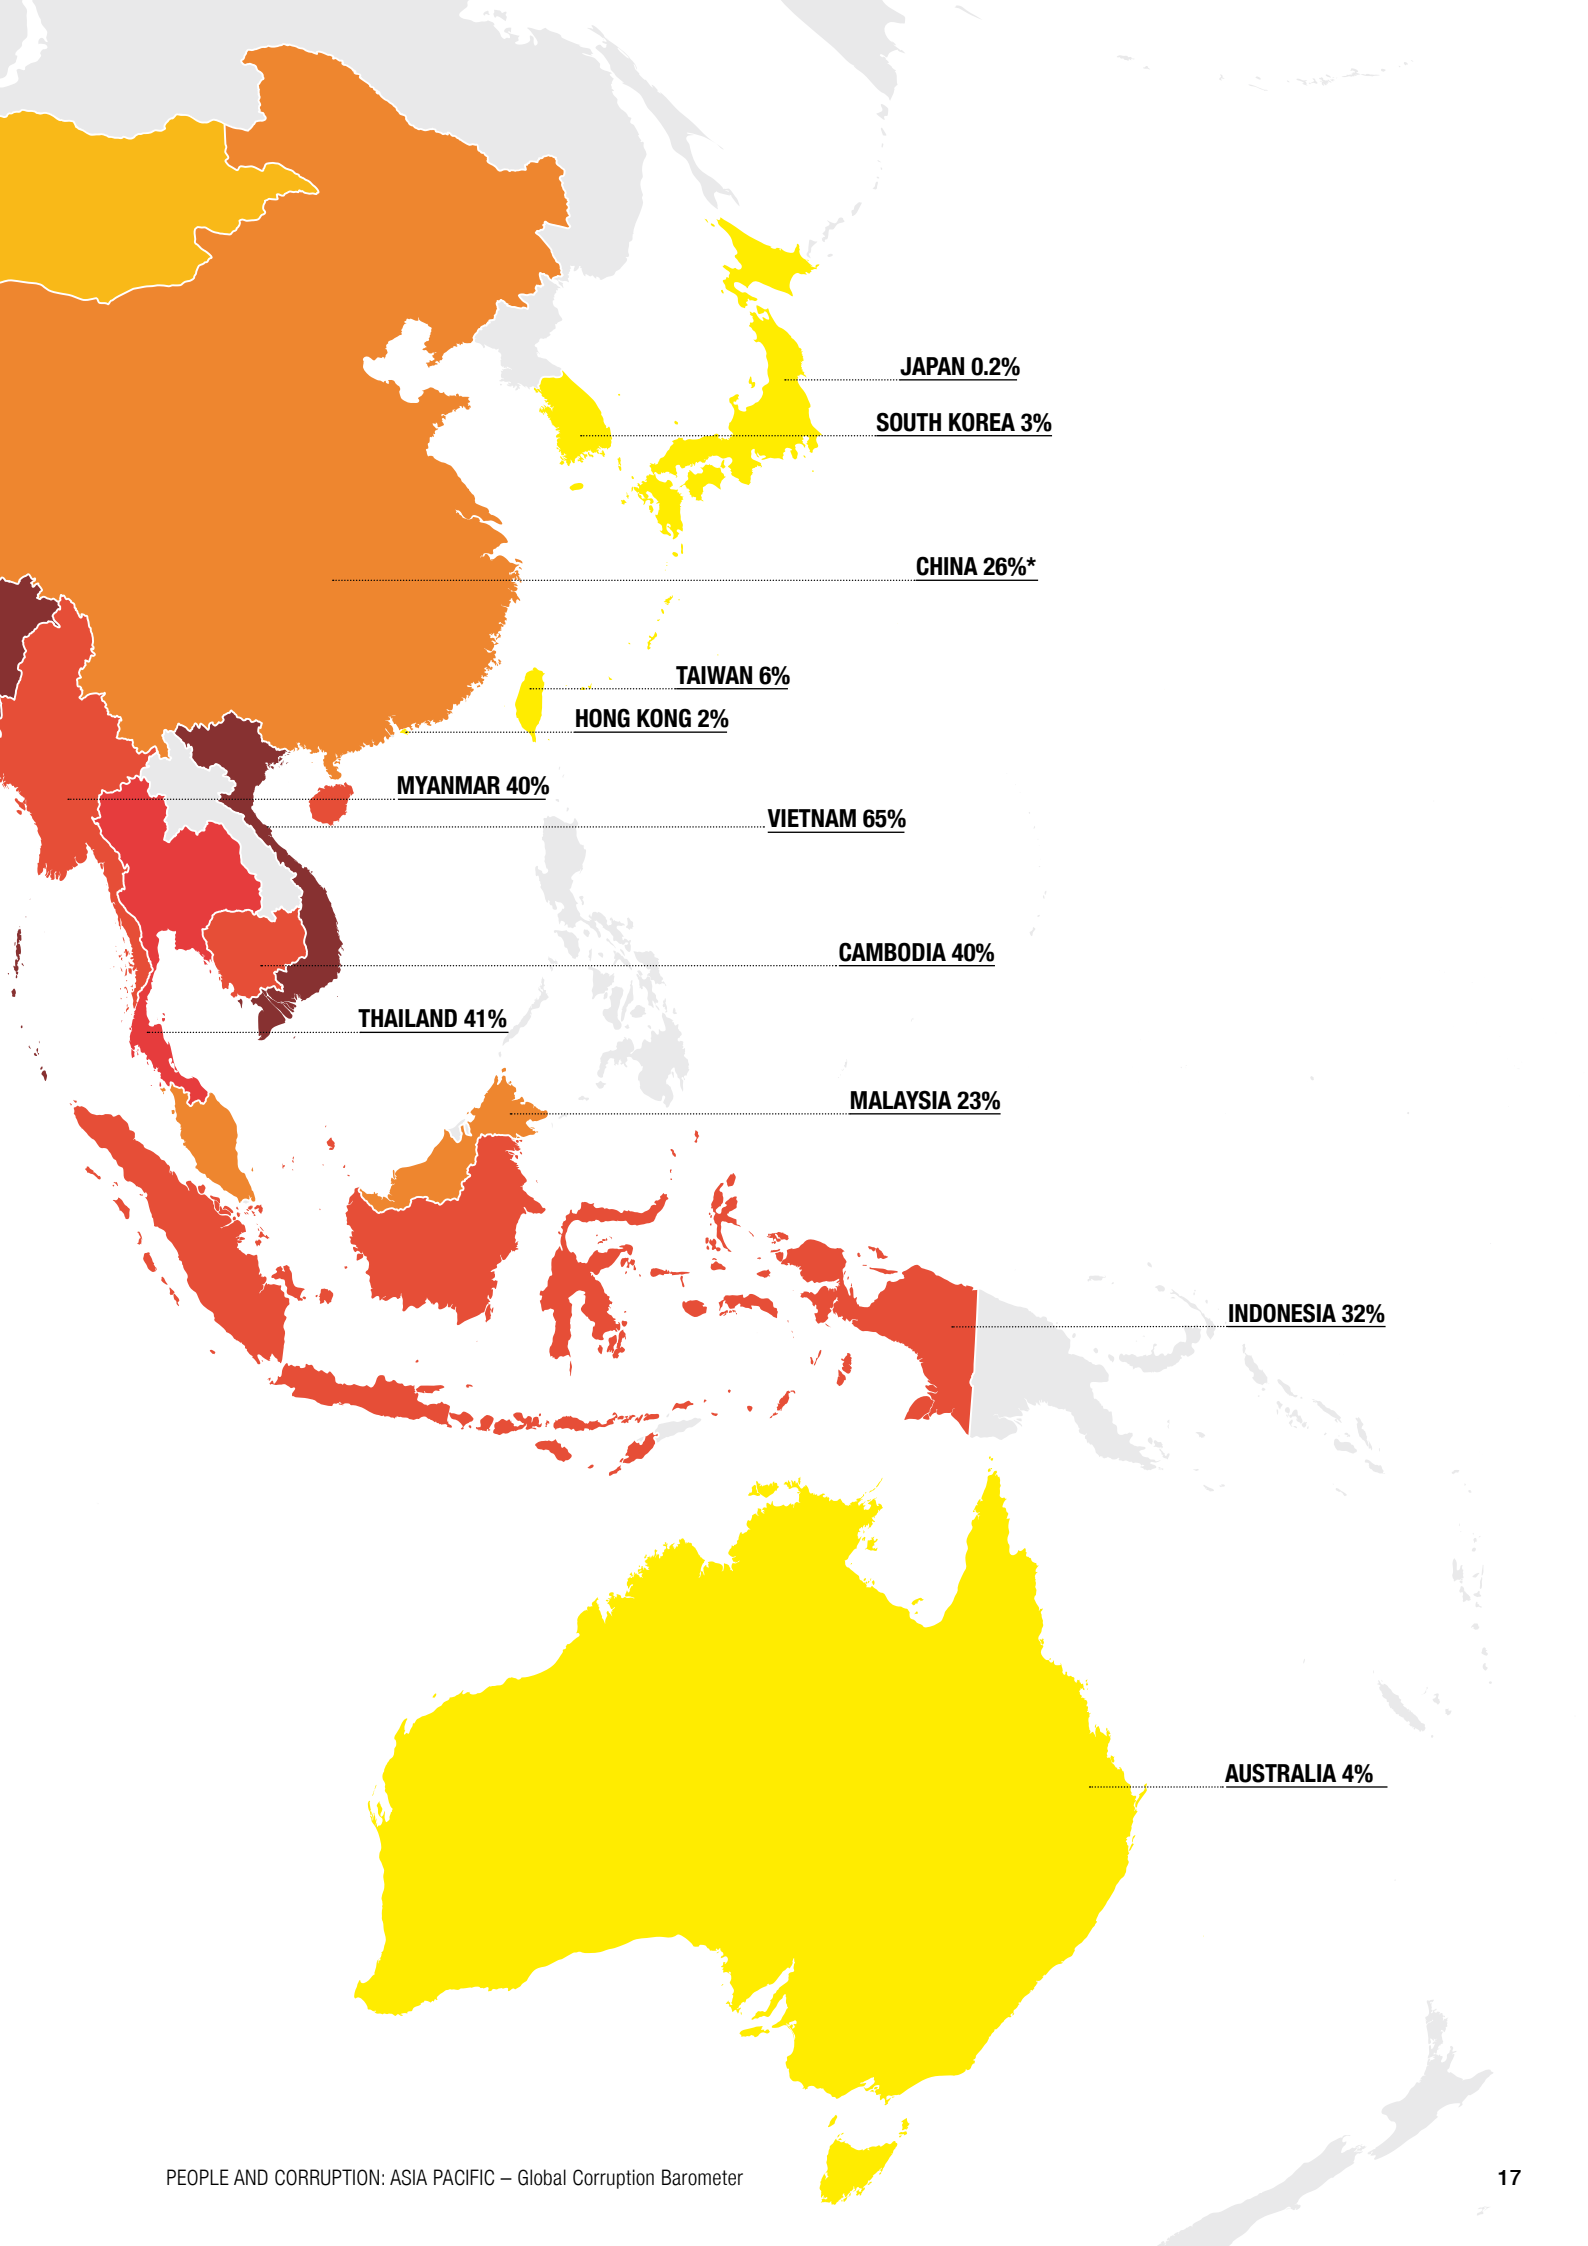 JAPAN 0.2%
SOUTH KOREA 3%
CHINA 26%*
TAIWAN 6%
HONG KONG 2%
MYANMAR 40%
VIETNAM 65%
CAMBODIA 40%
THAILAND 41%
MALAYSIA 23%
INDONESIA 32%
AUSTRALIA 4%
PEOPLE AND CORRUPTION: ASIA PACIFIC – Global Corruption Barometer
17